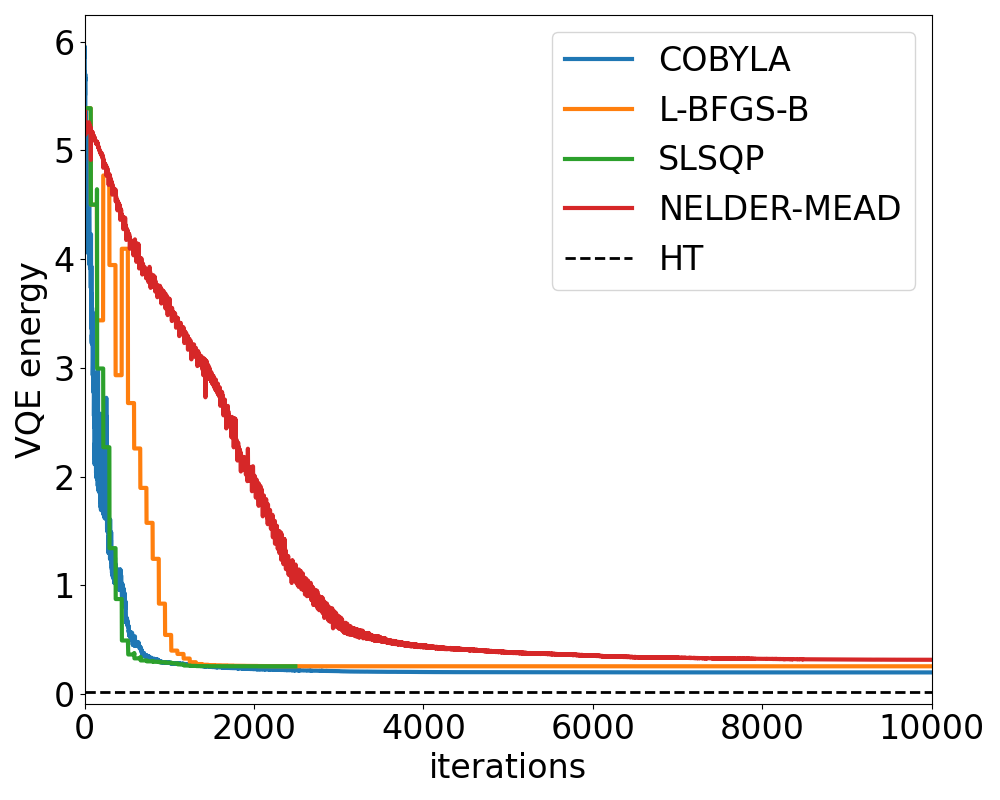 COBYLA
L-BFGS-B
SLSQP
NELDER-MEAD
HT
VQE energy
6
5
4
3
2
1
0
0 2000 4000 6000 8000 10000
iterations